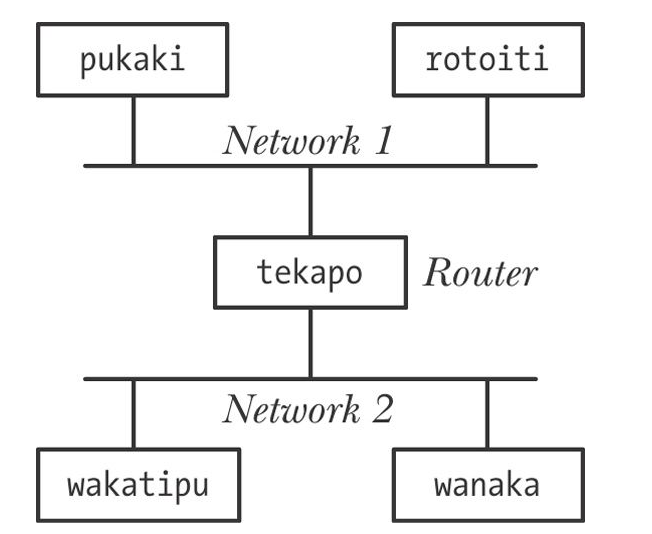 pukaki
rotoiti
Network 1
tekapo
Router
Network 2
wakatipu
wanaka